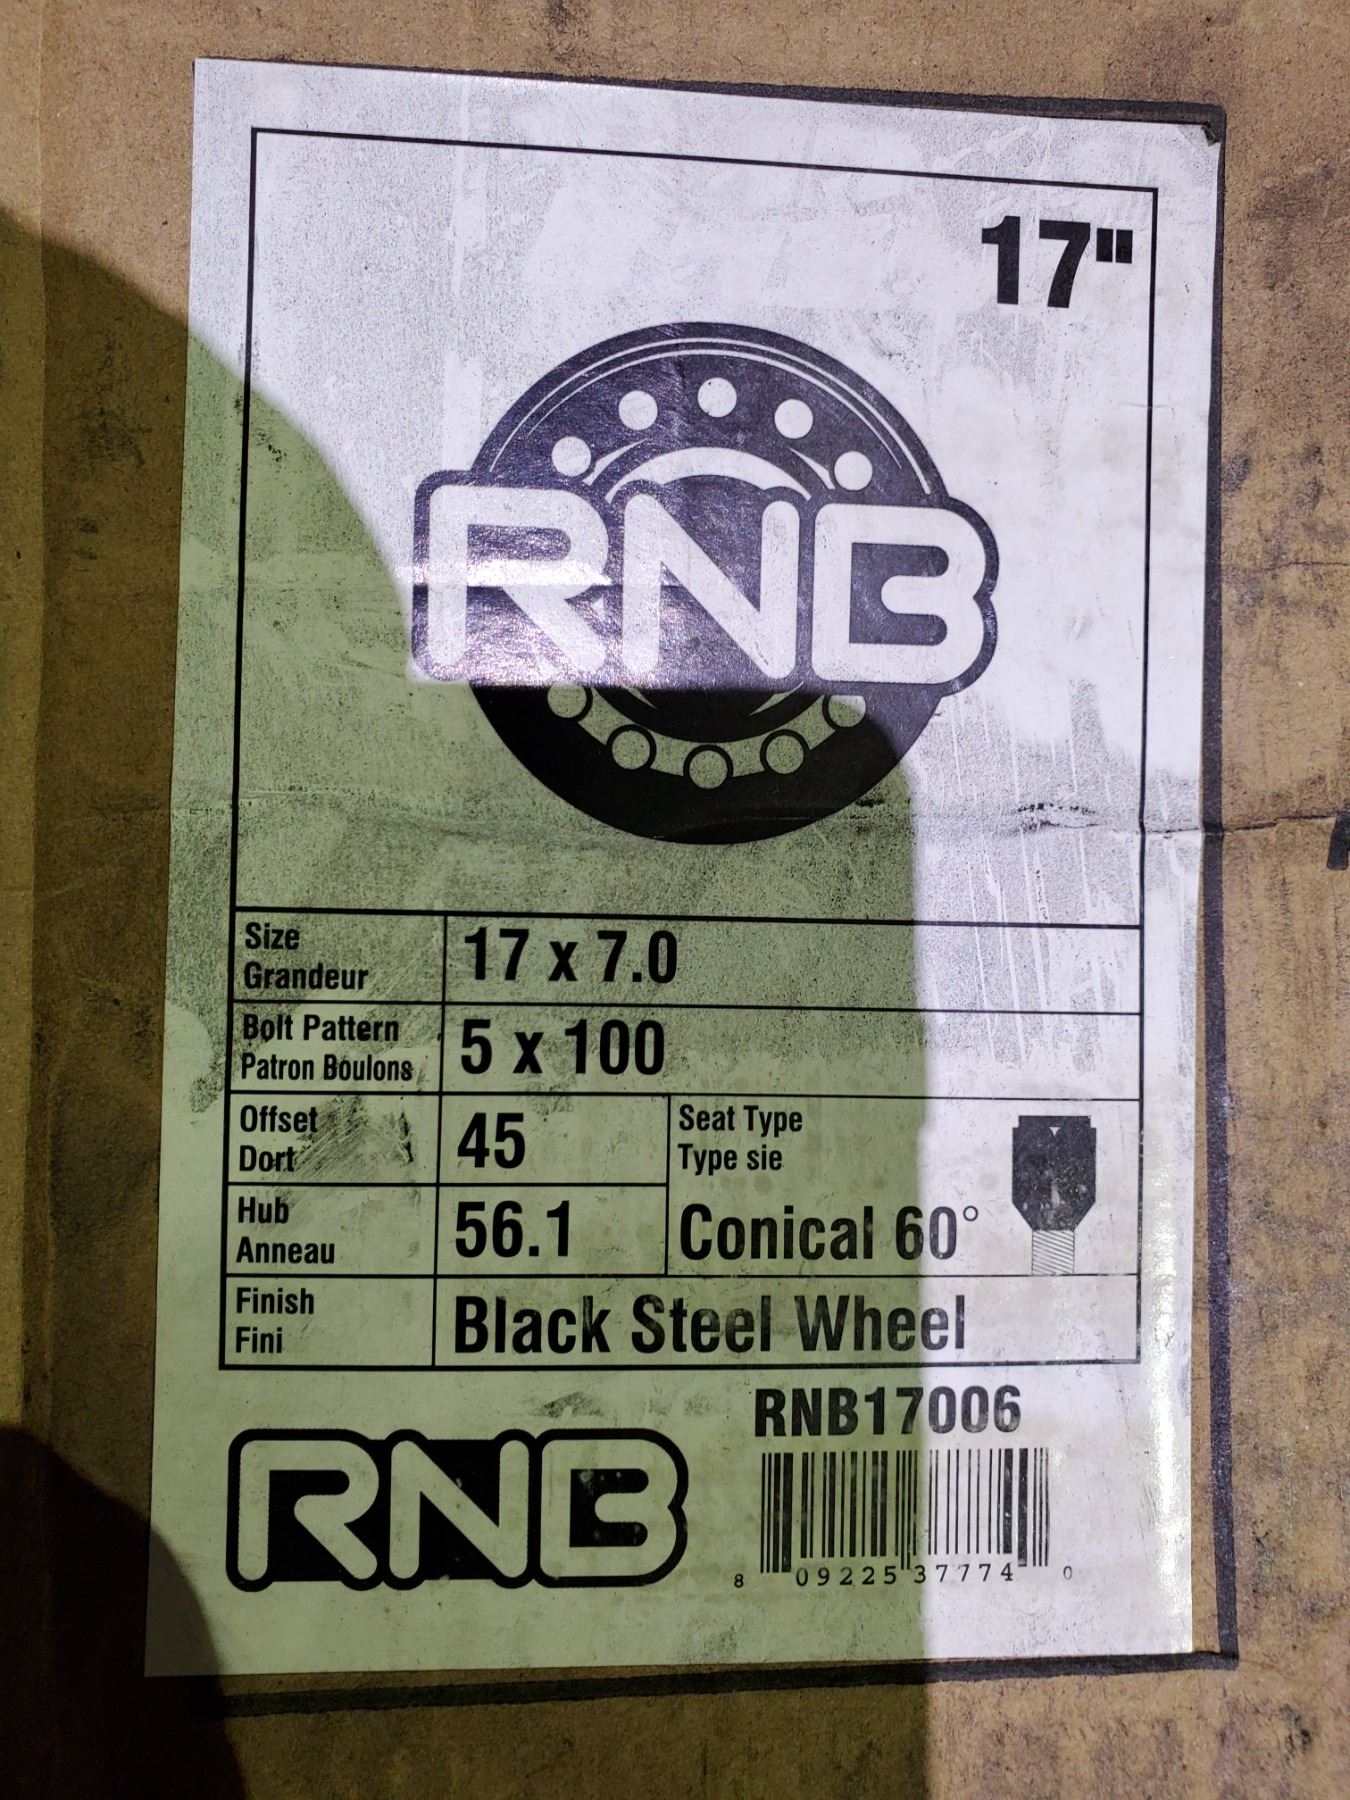 17"
RNB
Size
Grandeur
17 x 7.0
Bolt Pattern
Patron Boulons
5 x 100
Offset
Dort
45
Seat Type
Type sie
Hub
Anneau
56.1
Conical 60°
Finish
Fini
Black Steel Wheel
RNB17006
RNB
8 09225 37774 0